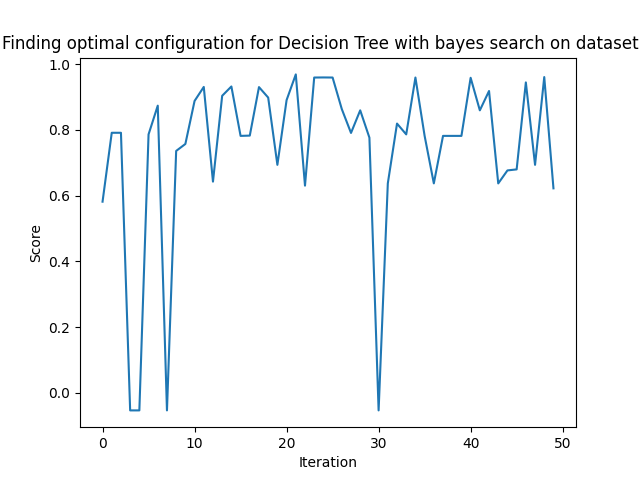 Finding optimal configuration for Decision Tree with bayes search on dataset
1.0
0.8
0.6
0.4
0.2
0.0
Score
0 10 20 30 40 50
Iteration